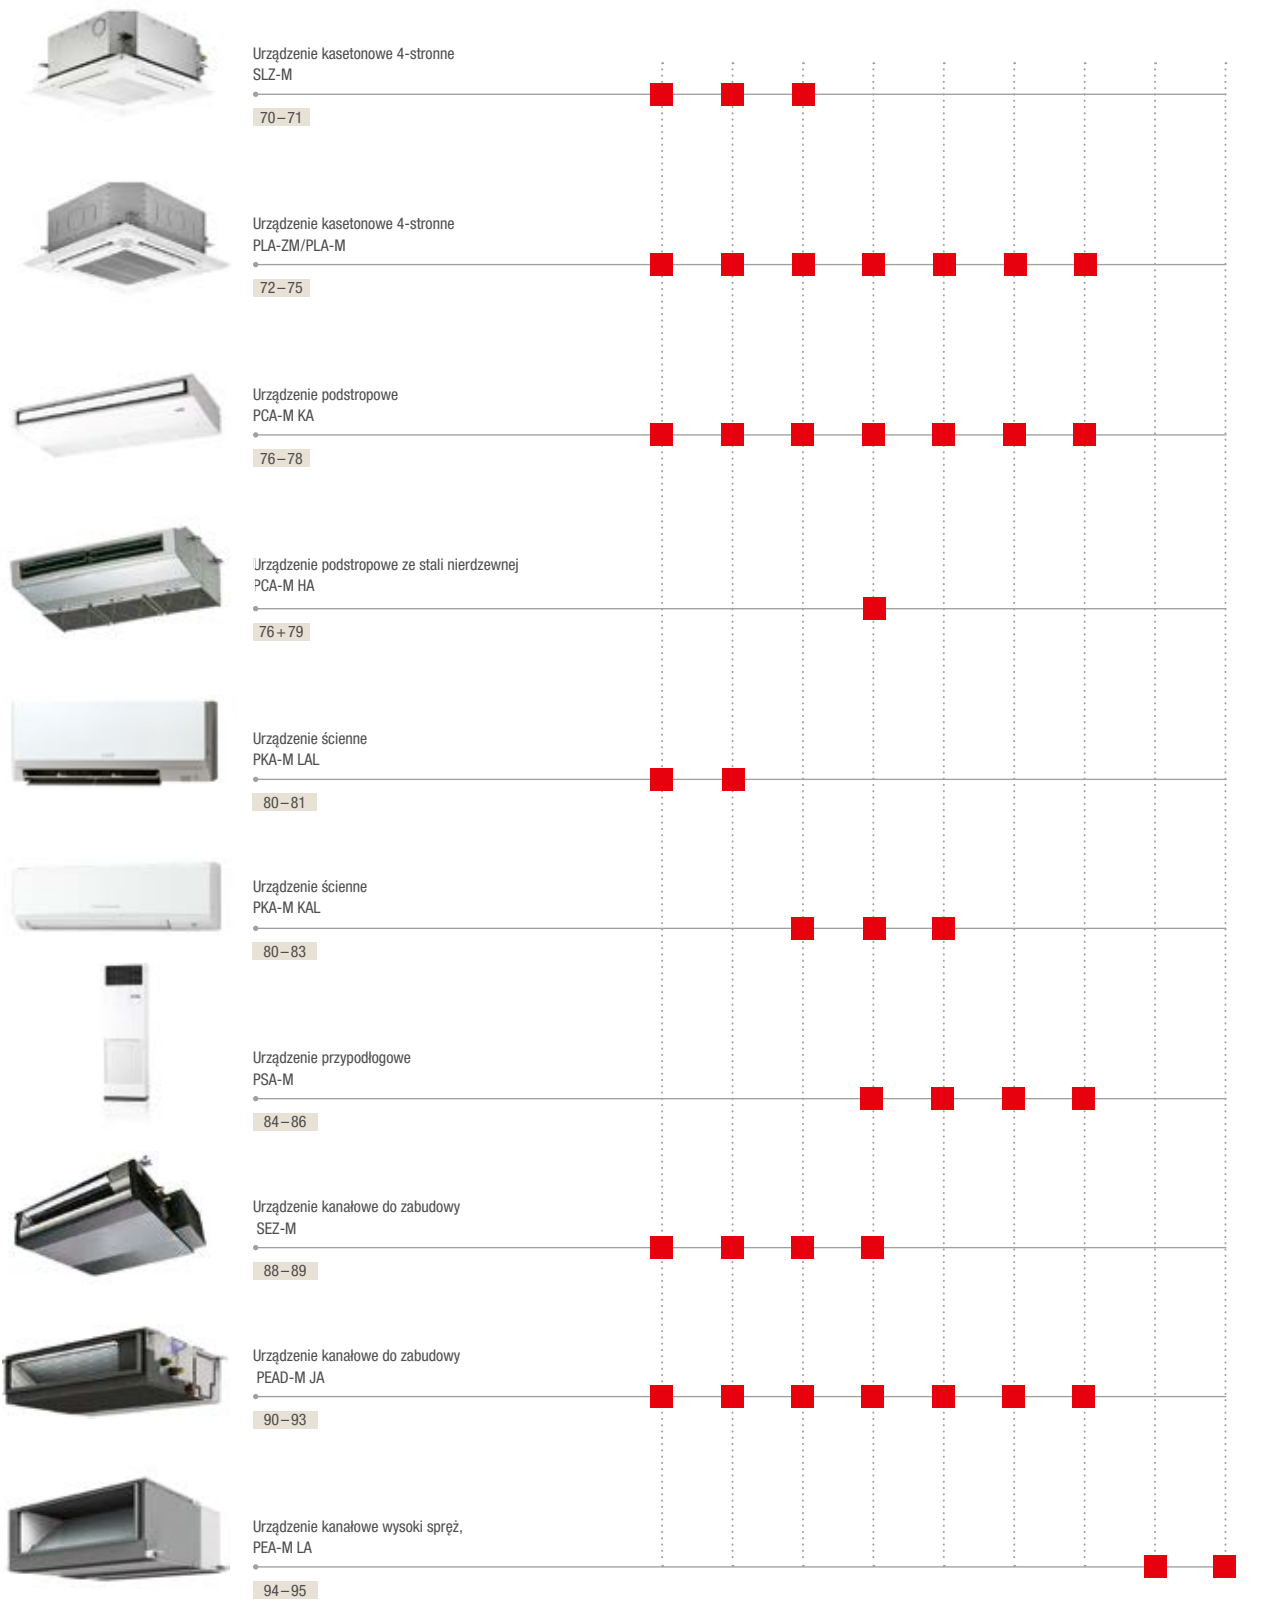 Urządzenie kasetonowe 4-stronne
SLZ-M
70–71
Urządzenie kasetonowe 4-stronne
PLA-ZM/PLA-M
72–75
Urządzenie podstropowe
PCA-M KA
76–78
Urządzenie podstropowe ze stali nierdzewnej
PCA-M HA
76+79
Urządzenie ścienne
PKA-M LAL
80–81
Urządzenie ścienne
PKA-M KAL
80–83
Urządzenie przypodłogowe
PSA-M
84–86
Urządzenie kanałowe do zabudowy
SEZ-M
88–89
Urządzenie kanałowe do zabudowy
PEAD-M JA
90–93
Urządzenie kanałowe wysoki spręż,
PEA-M LA
94–95